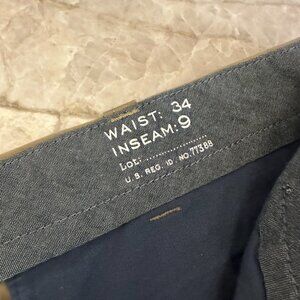 WAIST: 34
INSEAM: 9
LOT:..................
U.S. REG. ID. NO. 77388